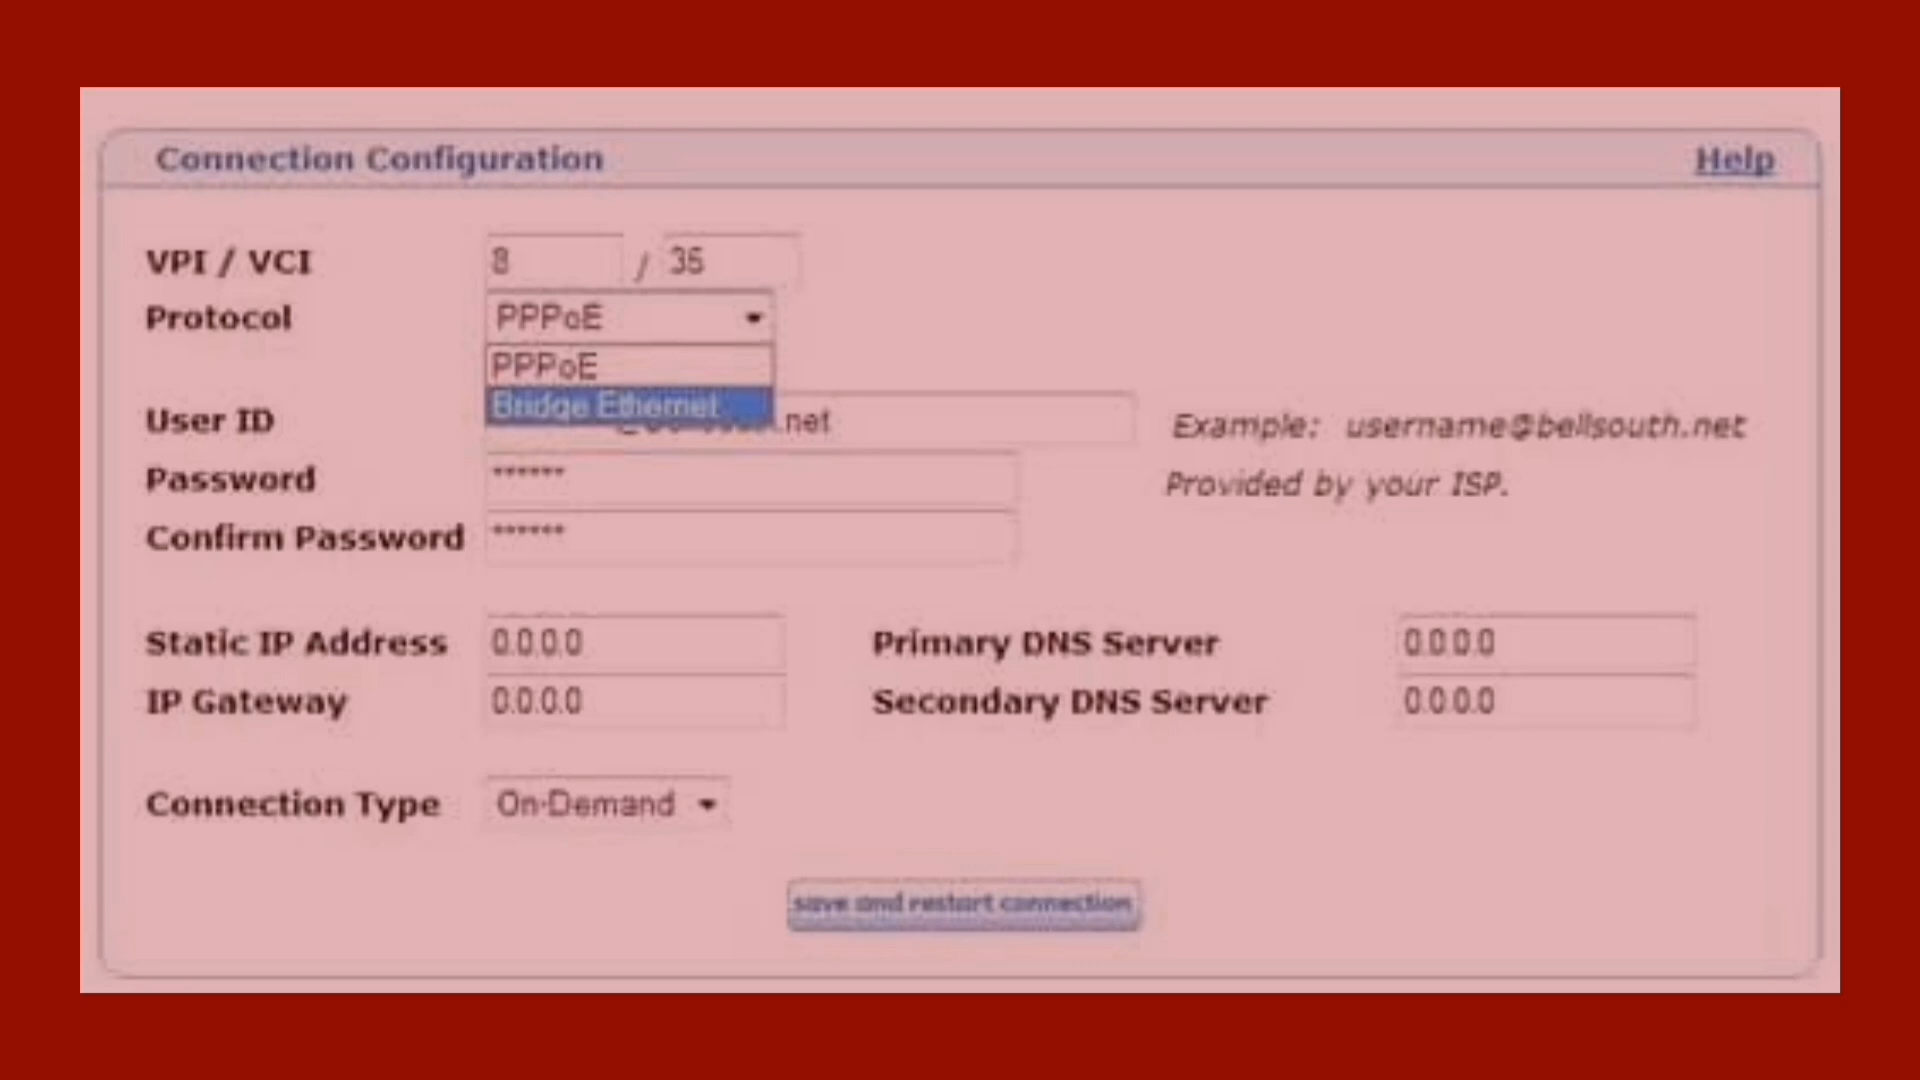 Connection Configuration Help
VPI / VCI 8 / 35
Protocol PPPoE
PPPoE
Bridge Ethernet
User ID .net Example: username@bellsouth.net
Password ****** Provided by your ISP.
Confirm Password ******
Static IP Address 0.0.0.0 Primary DNS Server 0.0.0.0
IP Gateway 0.0.0.0 Secondary DNS Server 0.0.0.0
Connection Type On-Demand
save and restart connection